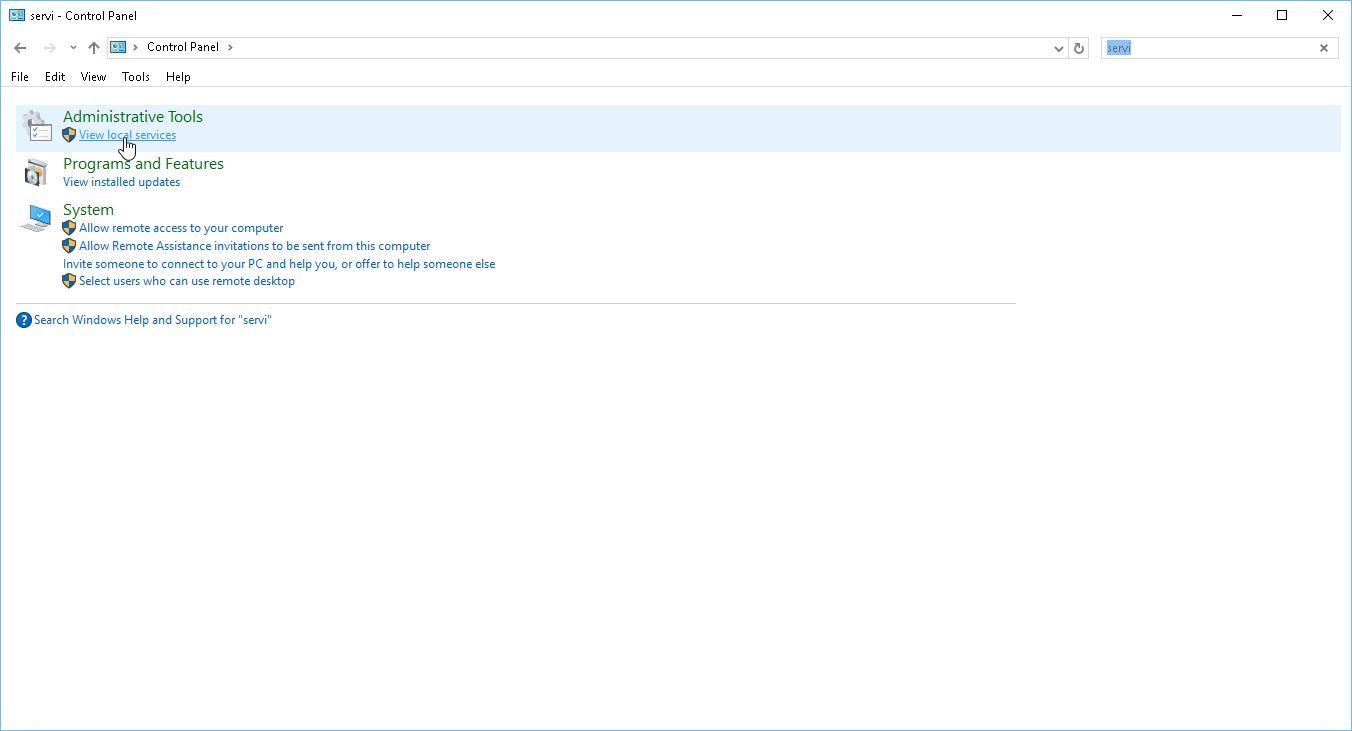 servi - Control Panel
Control Panel
servi
File Edit View Tools Help
Administrative Tools
View local services
Programs and Features
View installed updates
System
Allow remote access to your computer
Allow Remote Assistance invitations to be sent from this computer
Invite someone to connect to your PC and help you, or offer to help someone else
Select users who can use remote desktop
? Search Windows Help and Support for "servi"